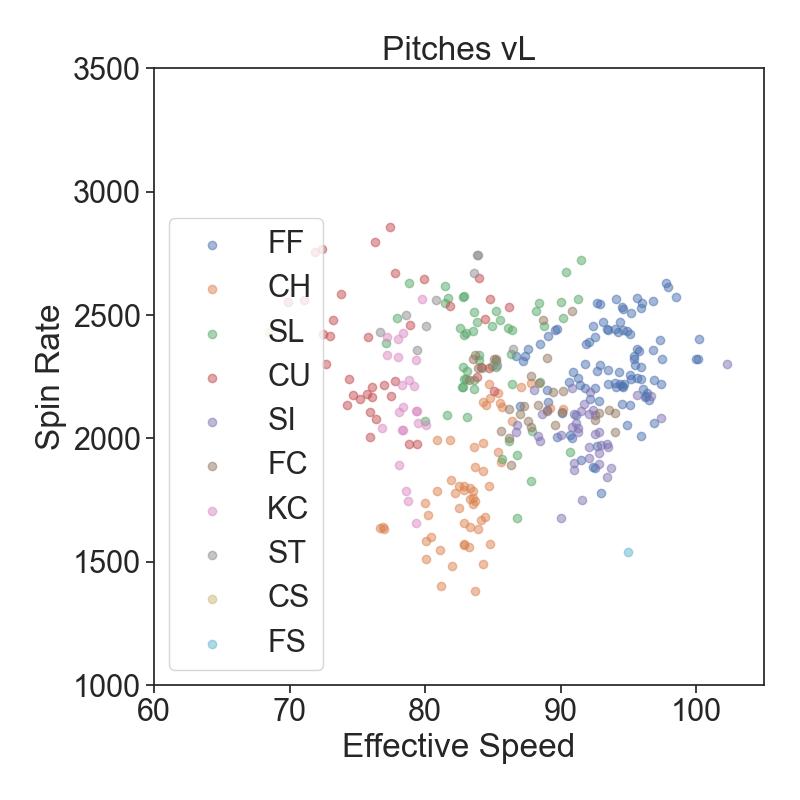 Pitches vL
3500
3000
2500
2000
1500
1000
Spin Rate
FF
CH
SL
CU
SI
FC
KC
ST
CS
FS
60 70 80 90 100
Effective Speed